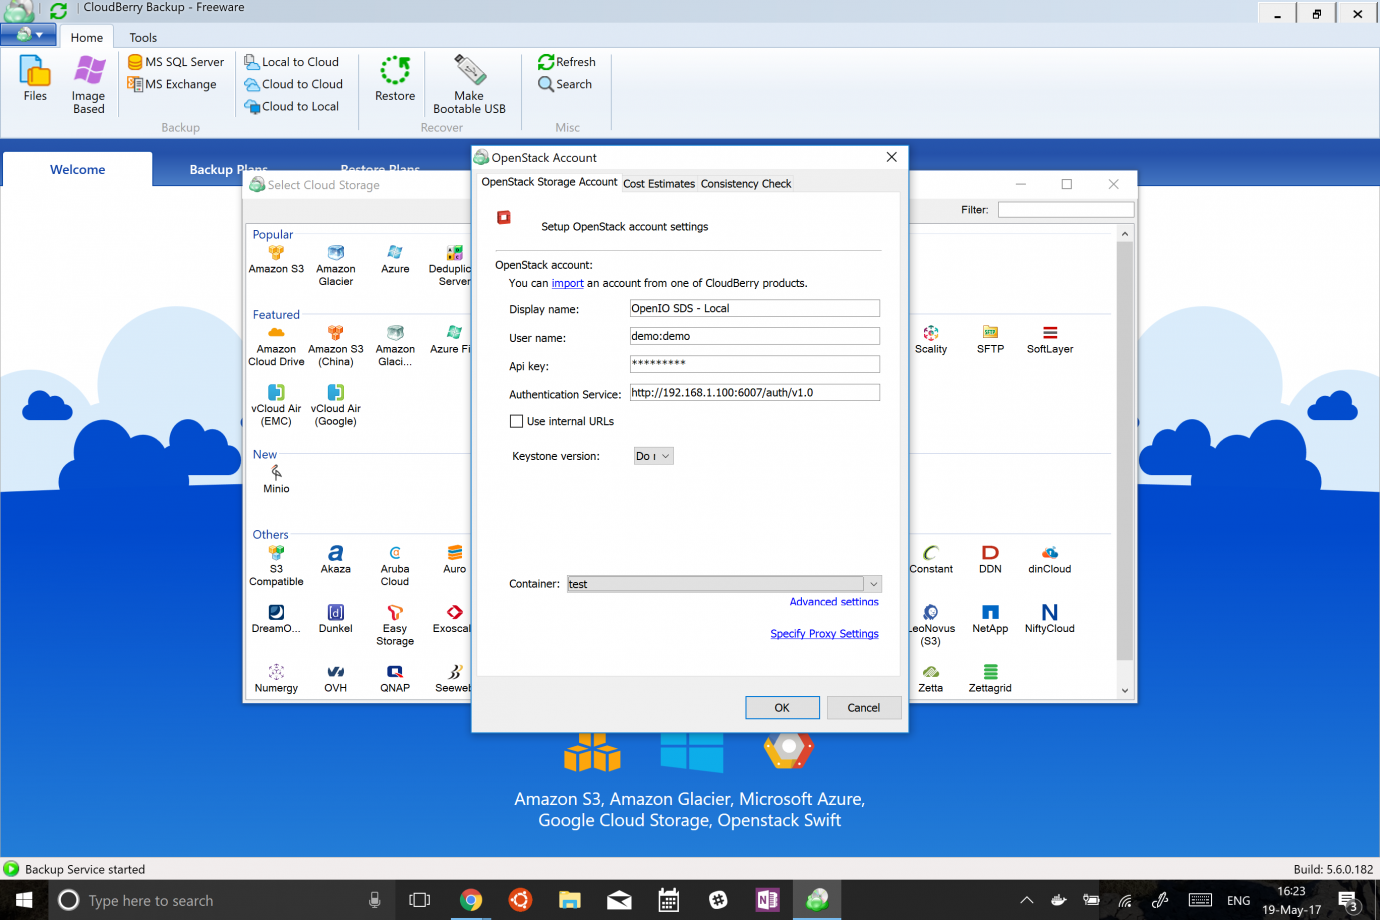 CloudBerry Backup - Freeware
Home
Tools
Files
Image
Based
MS SQL Server
MS Exchange
Backup
Local to Cloud
Cloud to Cloud
Cloud to Local
Restore
Make
Bootable USB
Recover
Refresh
Search
Misc
Welcome
Backup Plans
Restore Plans
Select Cloud Storage
Filter:
Popular
Amazon S3
Amazon
Glacier
Azure
Deduplic
Server
Featured
Amazon
Cloud Drive
Amazon S3
(China)
Amazon
Glaci...
Azure Fi
Scality
SFTP
SoftLayer
vCloud Air
(EMC)
vCloud Air
(Google)
New
Minio
Others
S3
Compatible
Akaza
Aruba
Cloud
Auro
Constant
DDN
dinCloud
DreamO...
Dunkel
Easy
Storage
Exoscal
LeoNovus
(S3)
NetApp
NiftyCloud
Numergy
OVH
QNAP
Seeweb
Zetta
Zettagrid
OpenStack Account
OpenStack Storage Account
Cost Estimates
Consistency Check
Setup OpenStack account settings
OpenStack account:
You can import an account from one of CloudBerry products.
Display name:
OpenIO SDS - Local
User name:
demo:demo
Api key:
*********
Authentication Service:
http://192.168.1.100:6007/auth/v1.0
Use internal URLs
Keystone version:
Do
Container:
test
Advanced settings
Specify Proxy Settings
OK
Cancel
Amazon S3, Amazon Glacier, Microsoft Azure,
Google Cloud Storage, Openstack Swift
Backup Service started
Build: 5.6.0.182
Type here to search
ENG
16:23
19-May-17
3